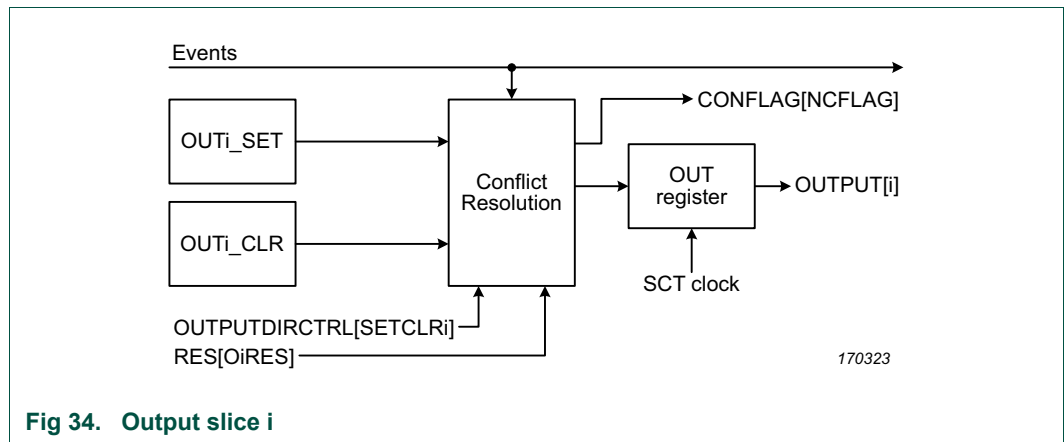 Events
OUTi_SET
OUTi_CLR
Conflict
Resolution
CONFLAG[NCFLAG]
OUT
register
OUTPUT[i]
SCT clock
OUTPUTDIRCTRL[SETCLRi]
RES[OiRES]
170323
Fig 34. Output slice i